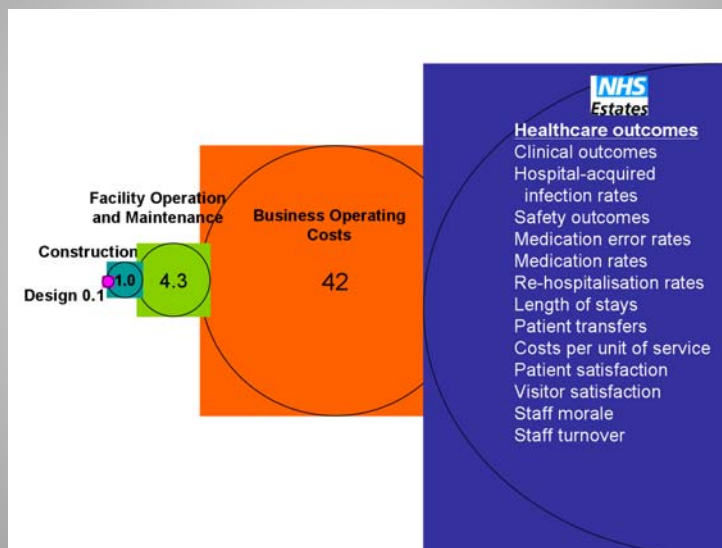 NHS
Estates
Healthcare outcomes
Clinical outcomes
Hospital-acquired
infection rates
Safety outcomes
Medication error rates
Medication rates
Re-hospitalisation rates
Length of stays
Patient transfers
Costs per unit of service
Patient satisfaction
Visitor satisfaction
Staff morale
Staff turnover
Facility Operation
and Maintenance
4.3
Business Operating
Costs
42
Construction
1.0
Design 0.1